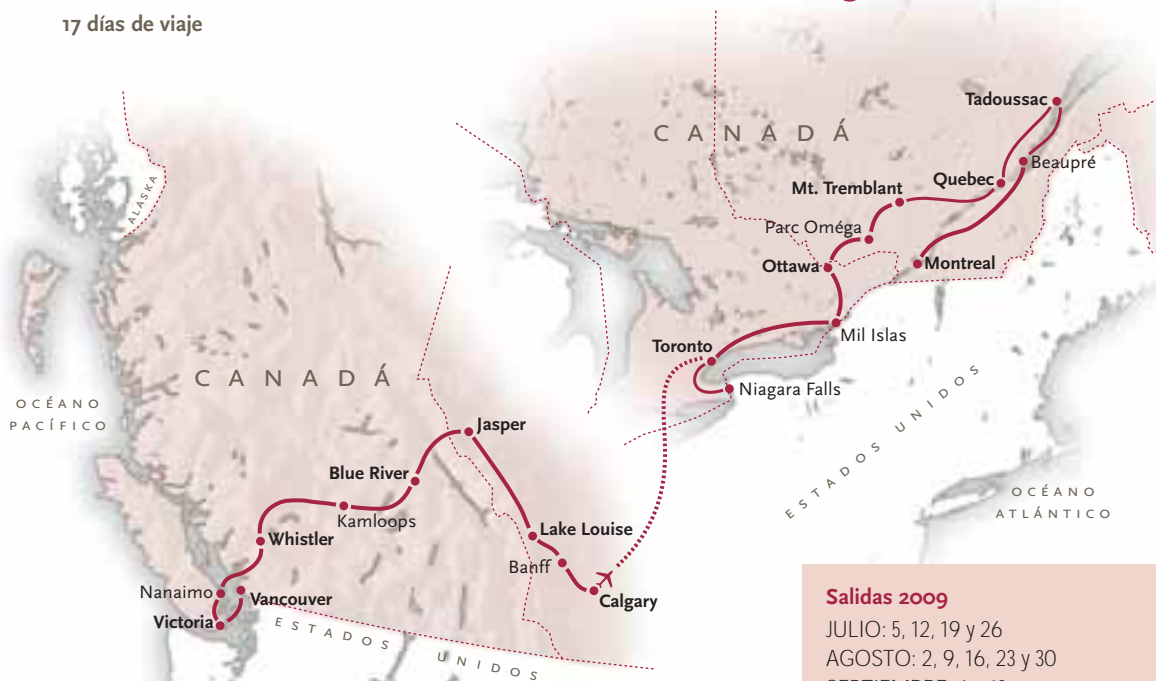 17 días de viaje
CANADÁ
Tadoussac
Beaupré
Quebec
Mt. Tremblant
Parc Oméga
Ottawa
Montreal
Mil Islas
Toronto
Niagara Falls
ESTADOS UNIDOS
OCÉANO
ATLÁNTICO
ALASKA
CANADÁ
OCÉANO
PACÍFICO
Jasper
Blue River
Kamloops
Lake Louise
Whistler
Banff
Calgary
Nanaimo
Vancouver
Victoria
ESTADOS UNIDOS
Salidas 2009
JULIO: 5, 12, 19 y 26
AGOSTO: 2, 9, 16, 23 y 30